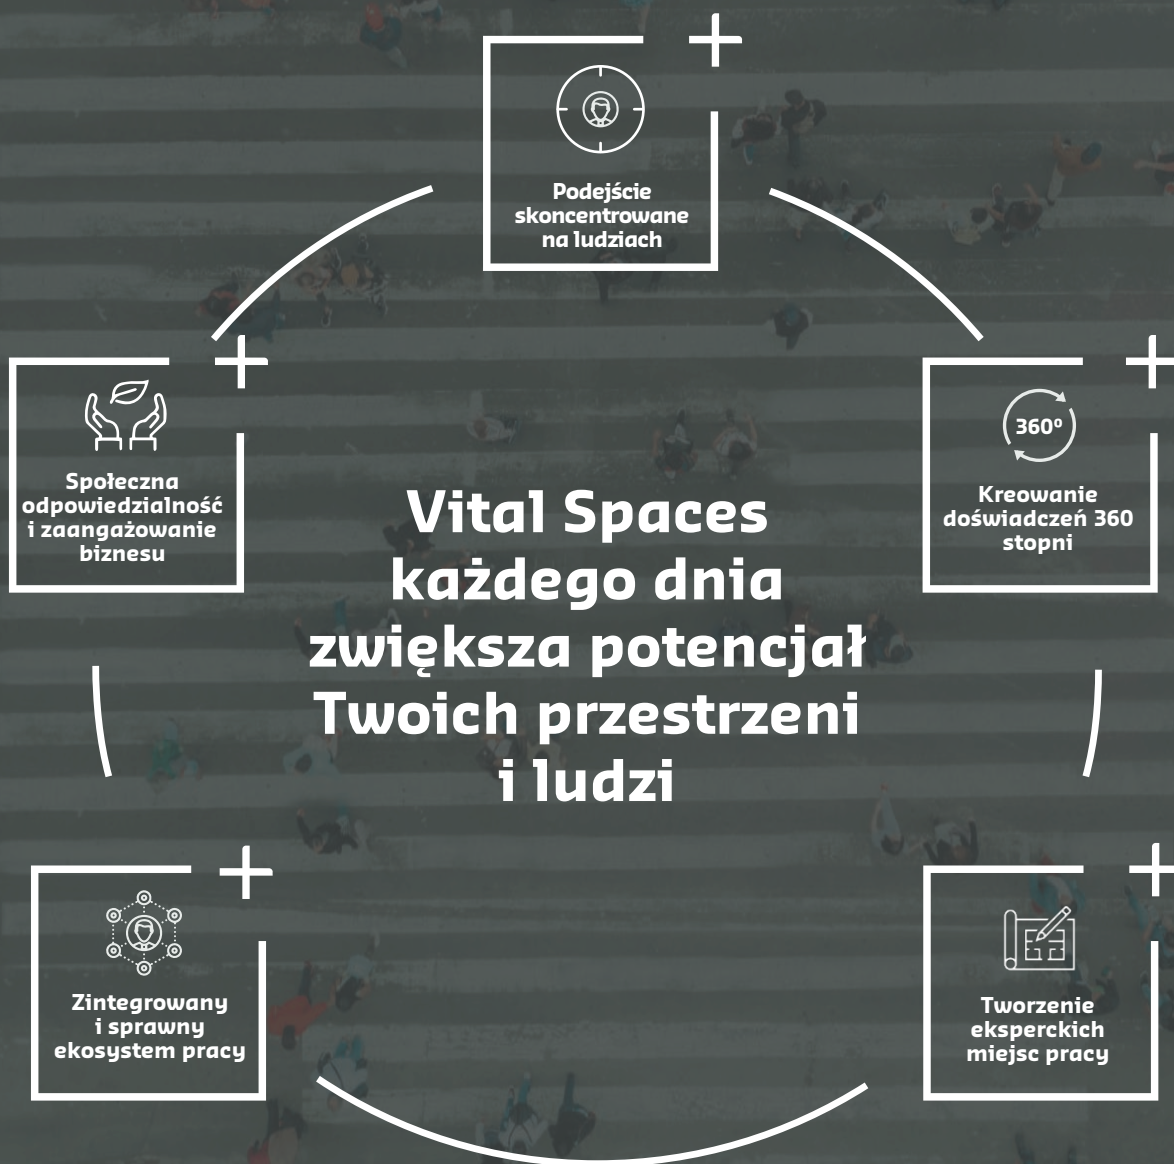 Podejście
skoncentrowane
na ludziach
Społeczna
odpowiedzialność
i zaangażowanie
biznesu
360º
Kreowanie
doświadczeń 360
stopni
Vital Spaces
każdego dnia
zwiększa potencjał
Twoich przestrzeni
i ludzi
Zintegrowany
i sprawny
ekosystem pracy
Tworzenie
eksperckich
miejsc pracy